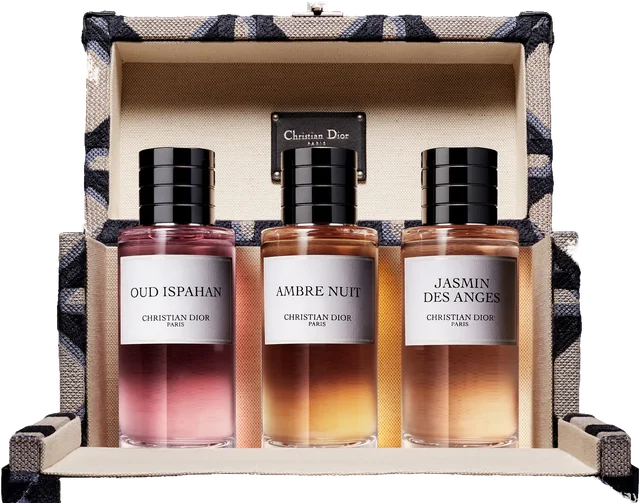 Christian Dior
PARIS
OUD ISPAHAN
CHRISTIAN DIOR
PARIS
AMBRE NUIT
CHRISTIAN DIOR
PARIS
JASMIN
DES ANGES
CHRISTIAN DIOR
PARIS